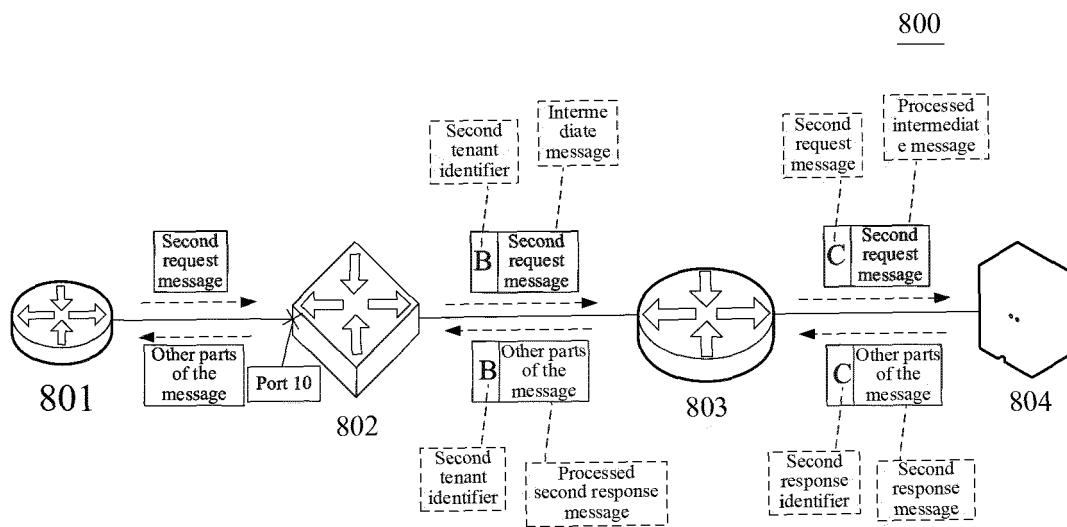 800
Second
tenant
identifier
Interme
diate
message
Second
request
message
Processed
intermediat
e message
Second
request
message
B
Second
request
message
C
Second
request
message
Other parts
of the
message
Port 10
B
Other parts
of the
message
C
Other parts
of the
message
801
802
803
804
Second
tenant
identifier
Processed
second response
message
Second
response
identifier
Second
response
message